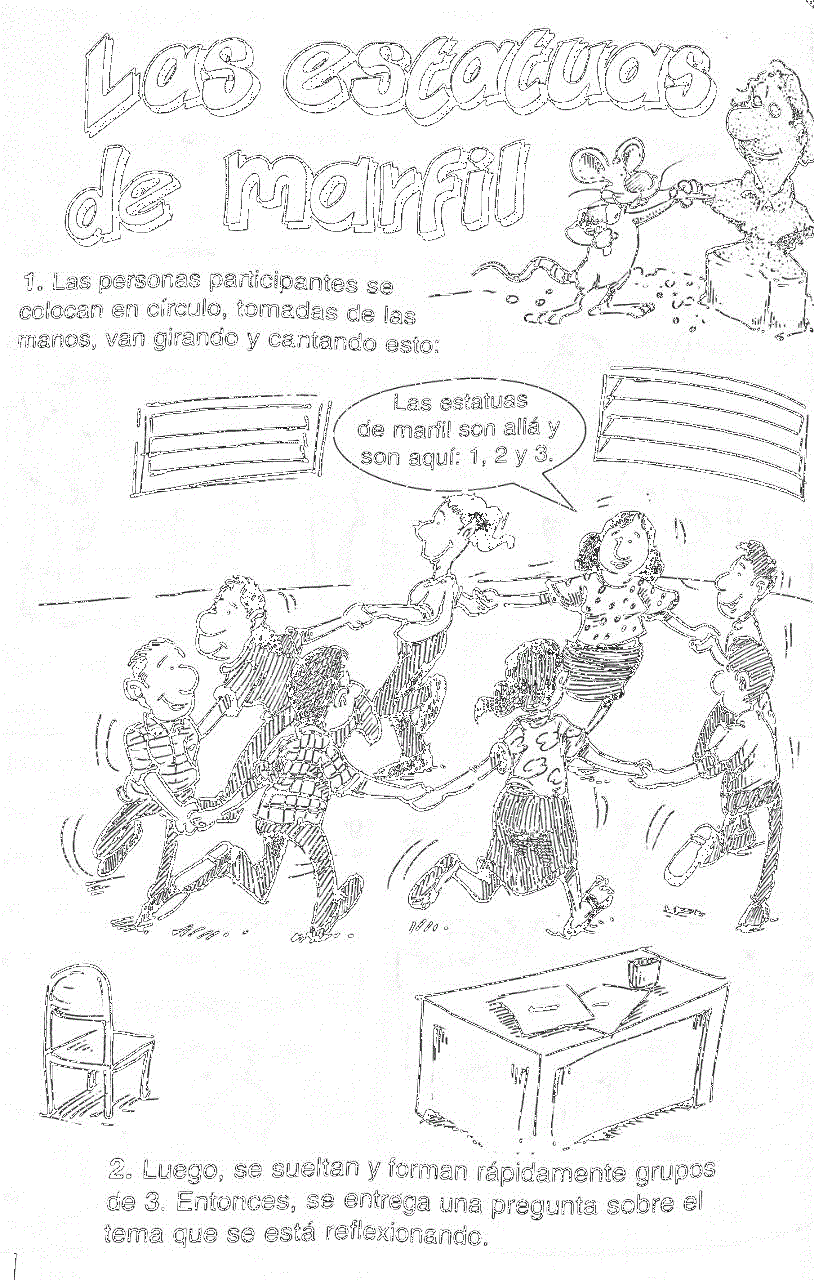 Las estatuas
de marfil
1. Las personas participantes se
colocan en círculo, tomadas de las
manos, van girando y cantando esto:
Las estatuas
de marfil son allá y
son aquí: 1, 2 y 3.
2. Luego, se sueltan y forman rápidamente grupos
de 3. Entonces, se entrega una pregunta sobre el
tema que se está reflexionando.